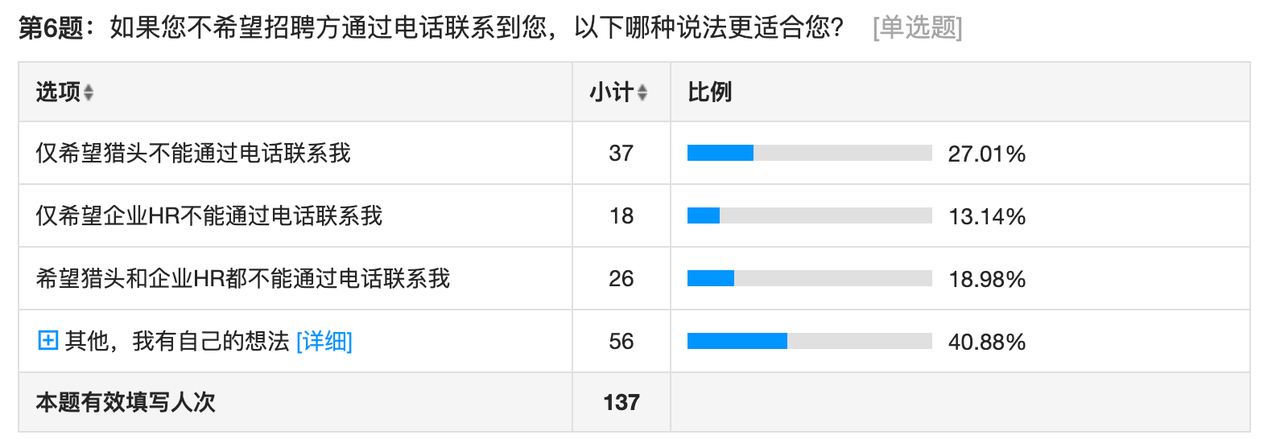 第6题：如果您不希望招聘方通过电话联系到您，以下哪种说法更适合您？ [单选题]
选项 小计 比例
仅希望猎头不能通过电话联系我 37 27.01%
仅希望企业HR不能通过电话联系我 18 13.14%
希望猎头和企业HR都不能通过电话联系我 26 18.98%
其他，我有自己的想法 [详细] 56 40.88%
本题有效填写人次 137